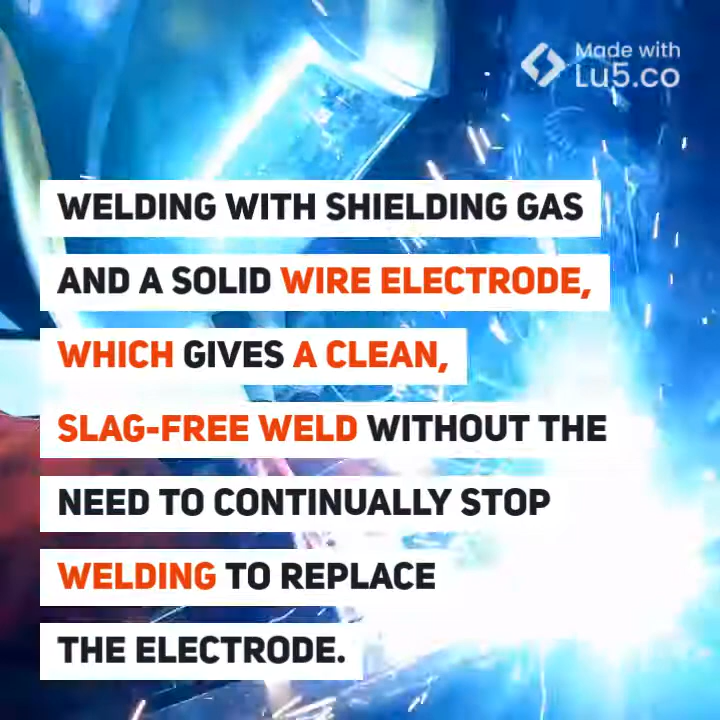 Made with
Lu5.co
WELDING WITH SHIELDING GAS
AND A SOLID WIRE ELECTRODE,
WHICH GIVES A CLEAN,
SLAG-FREE WELD WITHOUT THE
NEED TO CONTINUALLY STOP
WELDING TO REPLACE
THE ELECTRODE.